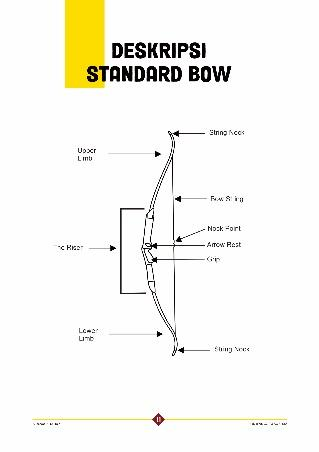 DESKRIPSI
STANDARD BOW
String Nock
Upper
Limb
Bow String
Nock Point
The Riser
Arrow Rest
Grip
Lower
Limb
String Nock